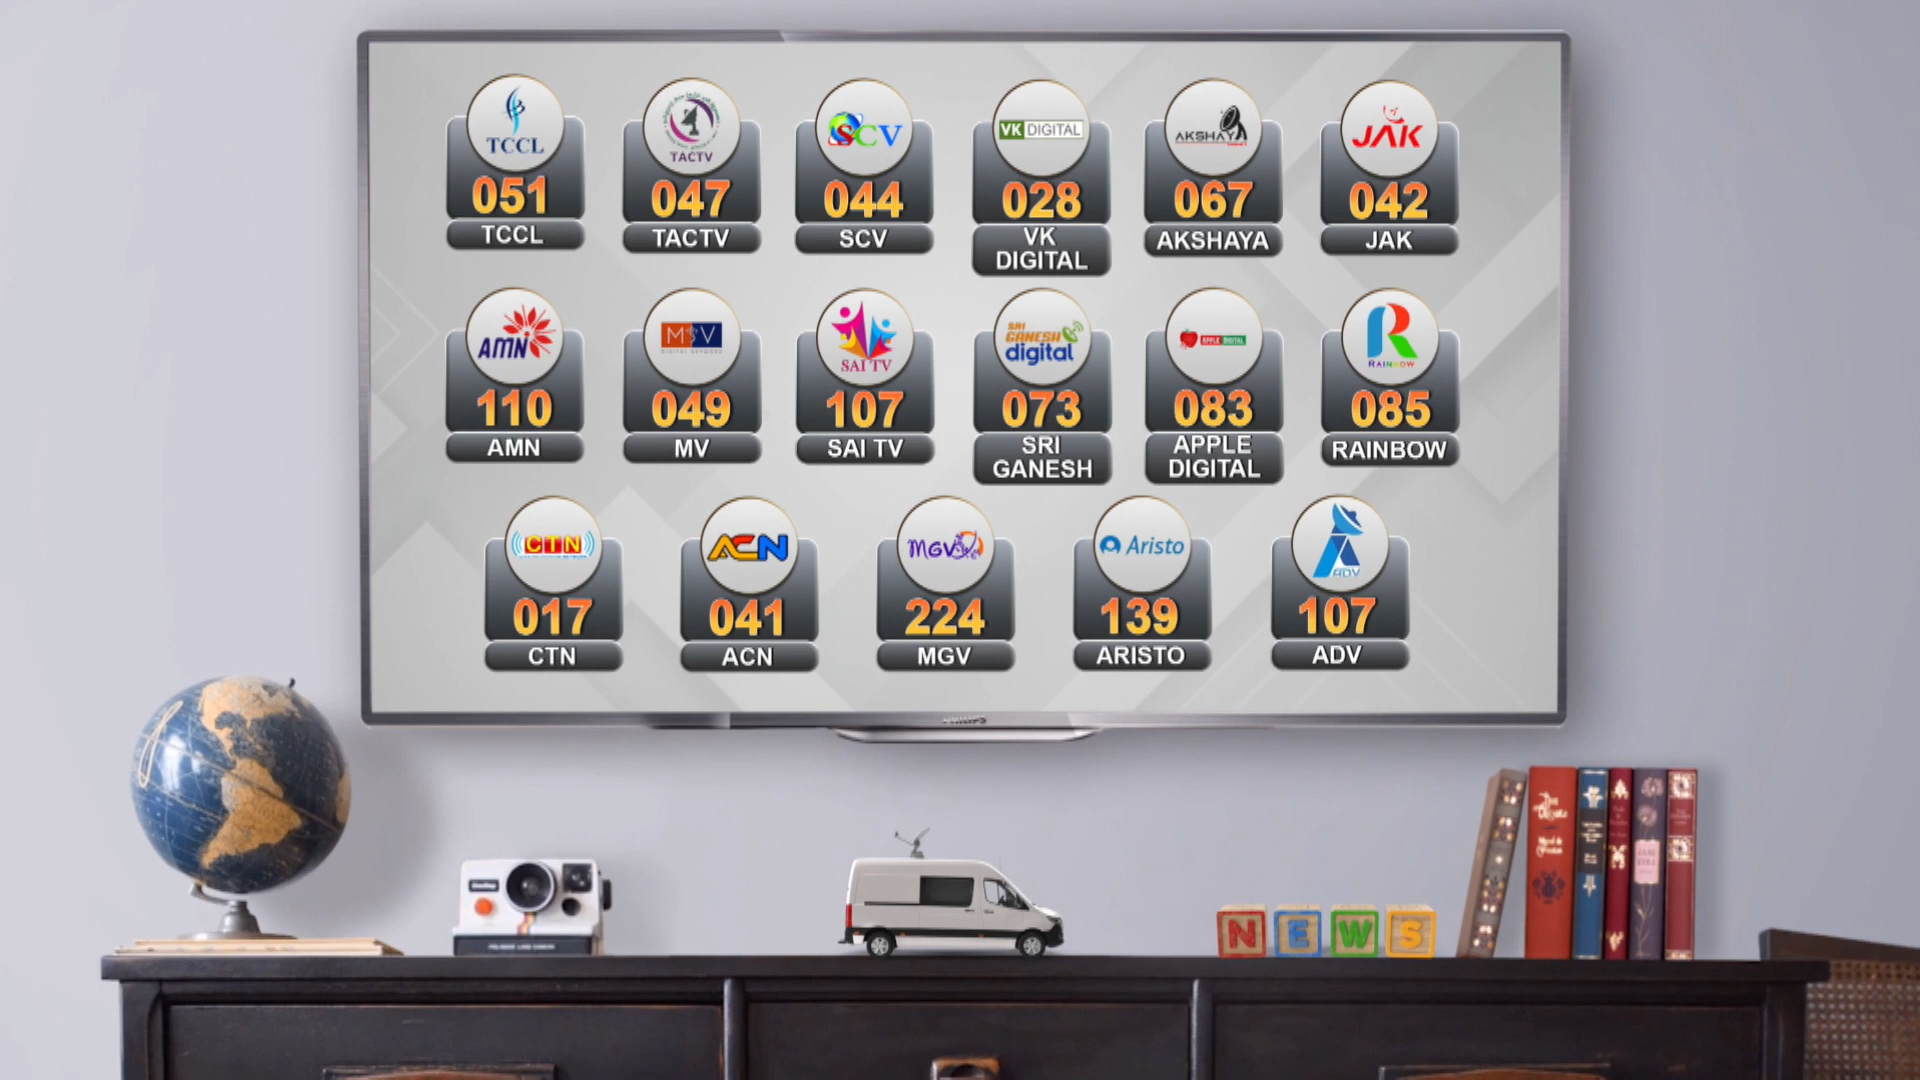 TCCL
TACTV
SCV
VK DIGITAL
AKSHAYA
JAK
051
047
044
028
067
042
TCCL
TACTV
SCV
VK
DIGITAL
AKSHAYA
JAK
AMN
MSV
SAI TV
SRI
GANESH
digital
APPLE DIGITAL
RAINBOW
110
049
107
073
083
085
AMN
MV
SAI TV
SRI
GANESH
APPLE
DIGITAL
RAINBOW
CTN
ACN
MGV
Aristo
ADV
017
041
224
139
107
CTN
ACN
MGV
ARISTO
ADV
PHILIPS
NEWS